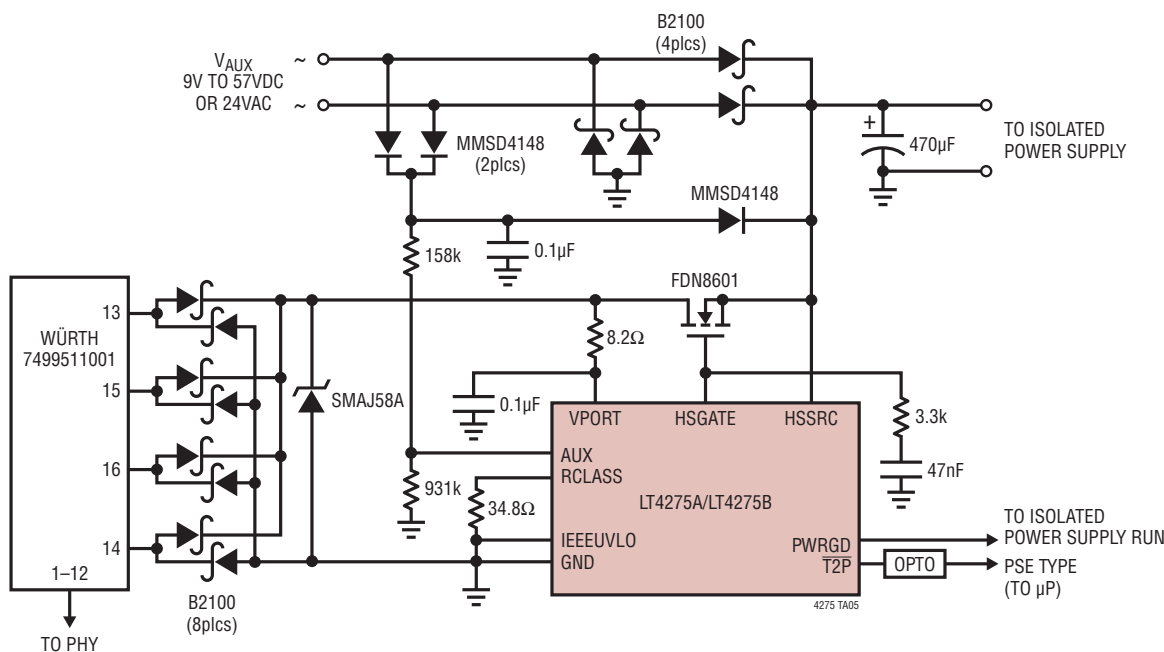 B2100
(4plcs)
VAUX
9V TO 57VDC
OR 24VAC
~
~
MMSD4148
(2plcs)
+
470µF
TO ISOLATED
POWER SUPPLY
MMSD4148
158k
0.1µF
FDN8601
13
WÜRTH
7499511001
15
16
14
1–12
TO PHY
B2100
(8plcs)
SMAJ58A
8.2Ω
0.1µF
VPORT
HSGATE
HSSRC
3.3k
47nF
AUX
RCLASS
931k
34.8Ω
LT4275A/LT4275B
IEEEUVLO
GND
PWRGD
T2P
OPTO
TO ISOLATED
POWER SUPPLY RUN
PSE TYPE
(TO µP)
4275 TA05